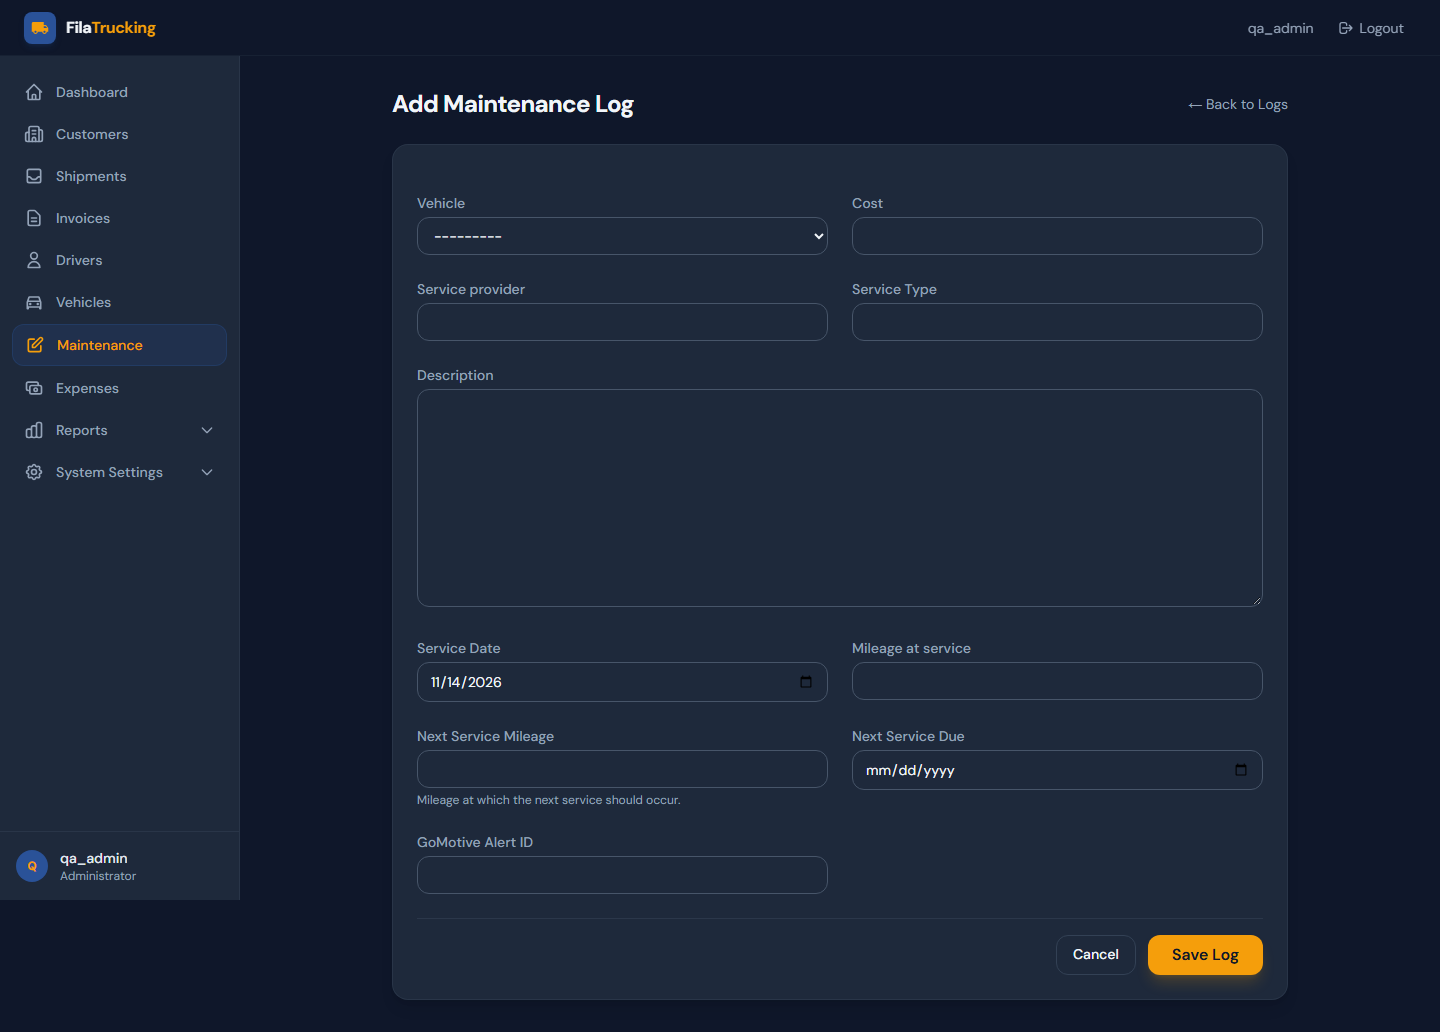 FilaTrucking
qa_admin
Logout
Dashboard
Customers
Shipments
Invoices
Drivers
Vehicles
Maintenance
Expenses
Reports
System Settings
Q
qa_admin
Administrator
Add Maintenance Log
← Back to Logs
Vehicle
Cost
---------
Service provider
Service Type
Description
Service Date
Mileage at service
11/14/2026
Next Service Mileage
Next Service Due
mm/dd/yyyy
Mileage at which the next service should occur.
GoMotive Alert ID
Cancel
Save Log